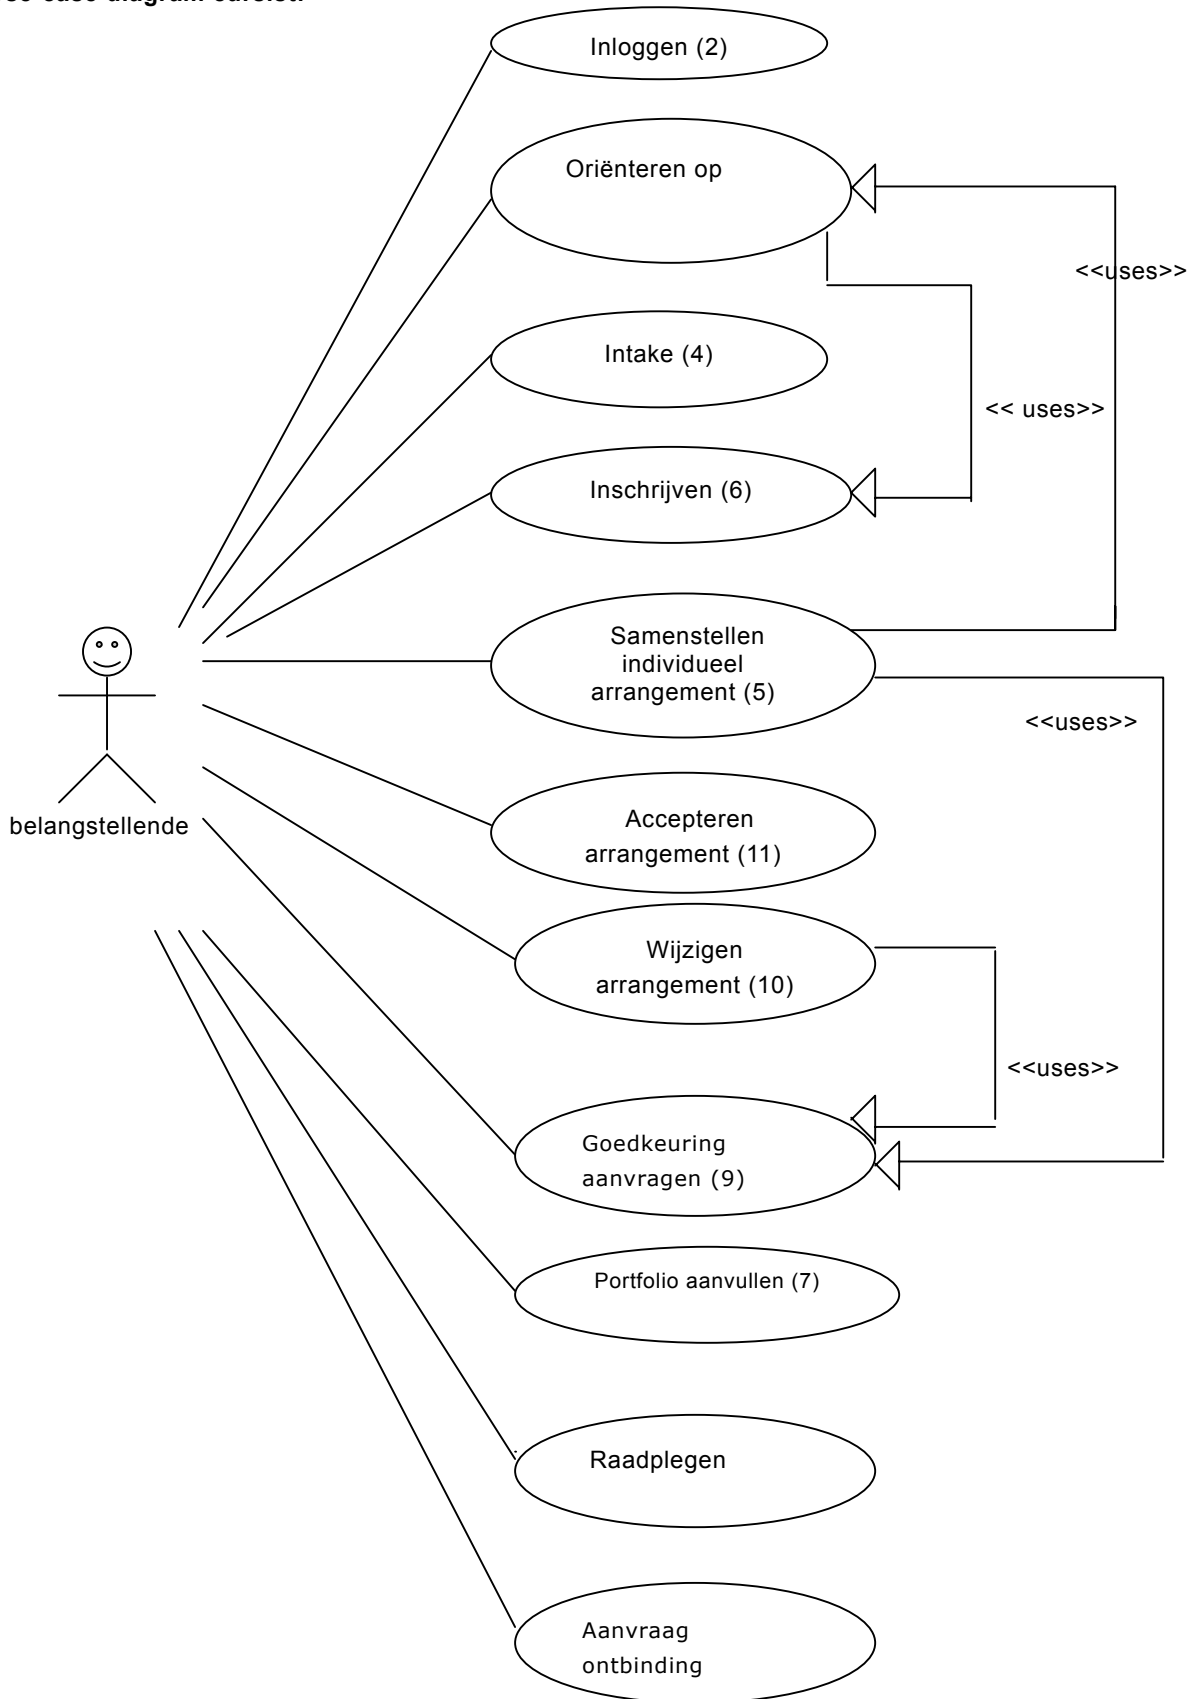 Inloggen (2)
Oriënteren op
<<uses>>
Intake (4)
<< uses>>
Inschrijven (6)
Samenstellen
individueel
arrangement (5)
<<uses>>
Accepteren
arrangement (11)
belangstellende
Wijzigen
arrangement (10)
<<uses>>
Goedkeuring
aanvragen (9)
Portfolio aanvullen (7)
Raadplegen
Aanvraag
ontbinding